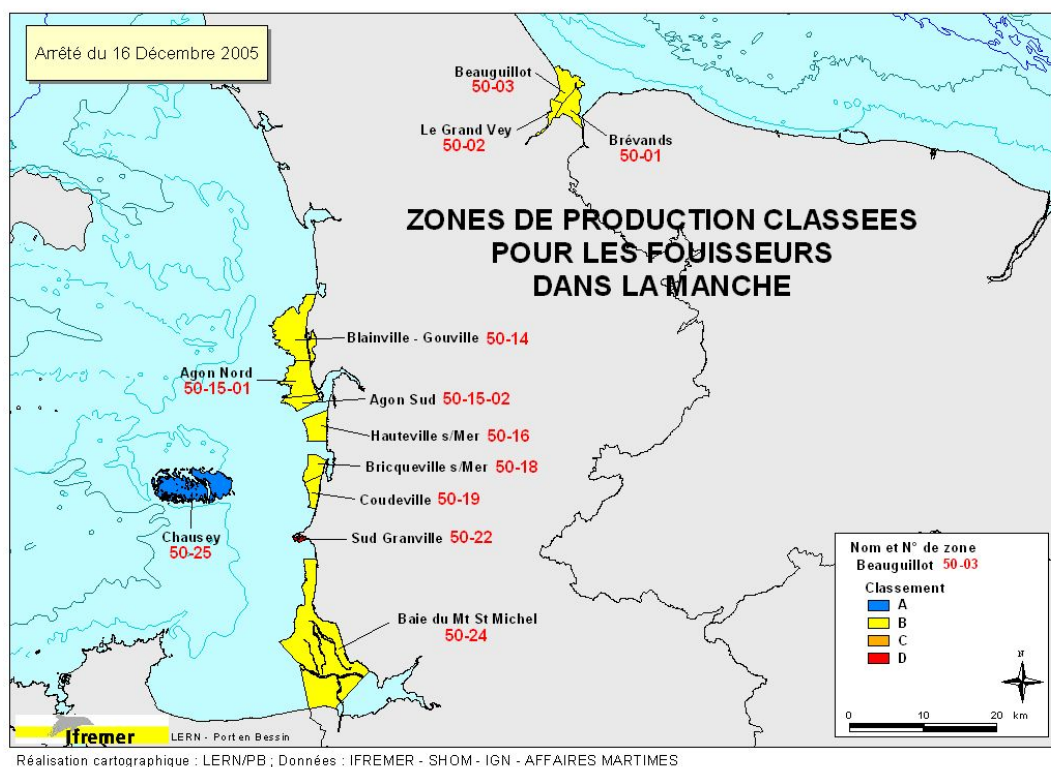 Arrêté du 16 Décembre 2005
Beauguillot
50-03
Le Grand Vey
50-02
Brévands
50-01
ZONES DE PRODUCTION CLASSEES
POUR LES FOUISSEURS
DANS LA MANCHE
Blainville - Gouville 50-14
Agon Nord
50-15-01
Agon Sud 50-15-02
Hauteville s/Mer 50-16
Bricqueville s/Mer 50-18
Coudeville 50-19
Chausey
50-25
Sud Granville 50-22
Baie du Mt St Michel
50-24
Nom et N° de zone
Beauguillot 50-03
Classement
A
B
C
D
N
0 10 20 km
Ifremer LERN - Port en Bessin
Réalisation cartographique : LERN/PB ; Données : IFREMER - SHOM - IGN - AFFAIRES MARTIMES